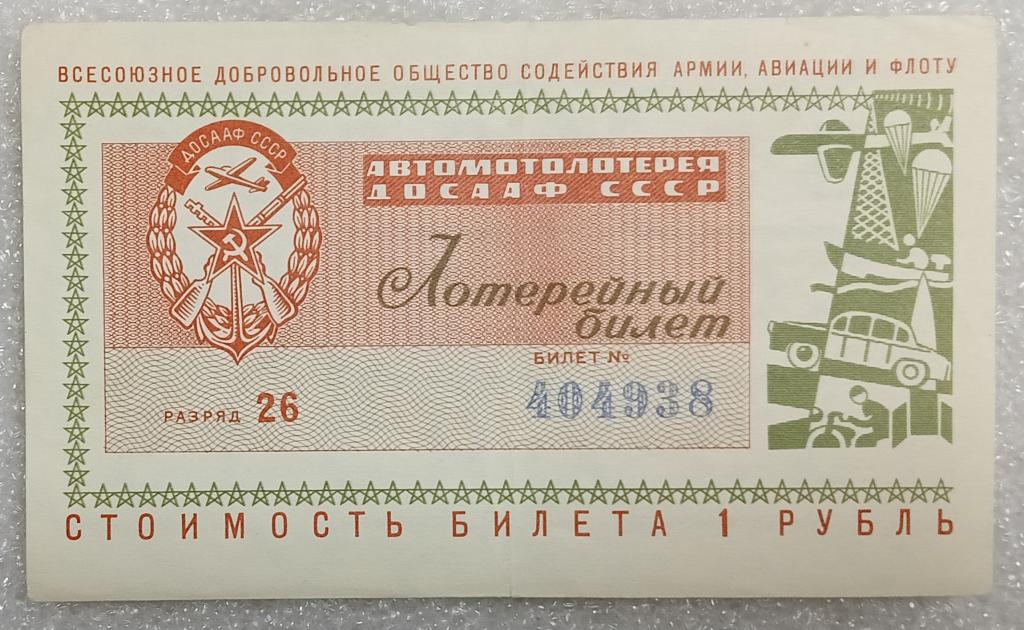 ВСЕСОЮЗНОЕ ДОБРОВОЛЬНОЕ ОБЩЕСТВО СОДЕЙСТВИЯ АРМИИ, АВИАЦИИ И ФЛОТУ
ДОСААФ СССР
АВТОМОТОЛОТЕРЕЯ
ДОСААФ СССР
Лотерейный
билет
БИЛЕТ №
РАЗРЯД 26
404938
СТОИМОСТЬ БИЛЕТА 1 РУБЛЬ